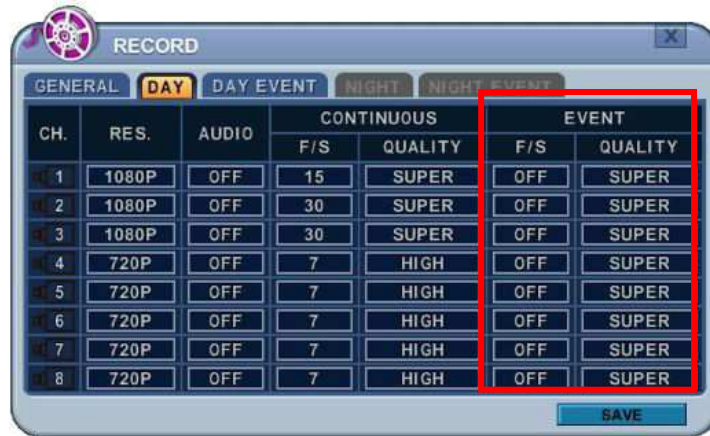 RECORD X
GENERAL DAY DAY EVENT NIGHT NIGHT EVENT
CH. RES. AUDIO CONTINUOUS EVENT
F/S QUALITY F/S QUALITY
1 1080P OFF 15 SUPER OFF SUPER
2 1080P OFF 30 SUPER OFF SUPER
3 1080P OFF 30 SUPER OFF SUPER
4 720P OFF 7 HIGH OFF SUPER
5 720P OFF 7 HIGH OFF SUPER
6 720P OFF 7 HIGH OFF SUPER
7 720P OFF 7 HIGH OFF SUPER
8 720P OFF 7 HIGH OFF SUPER
SAVE